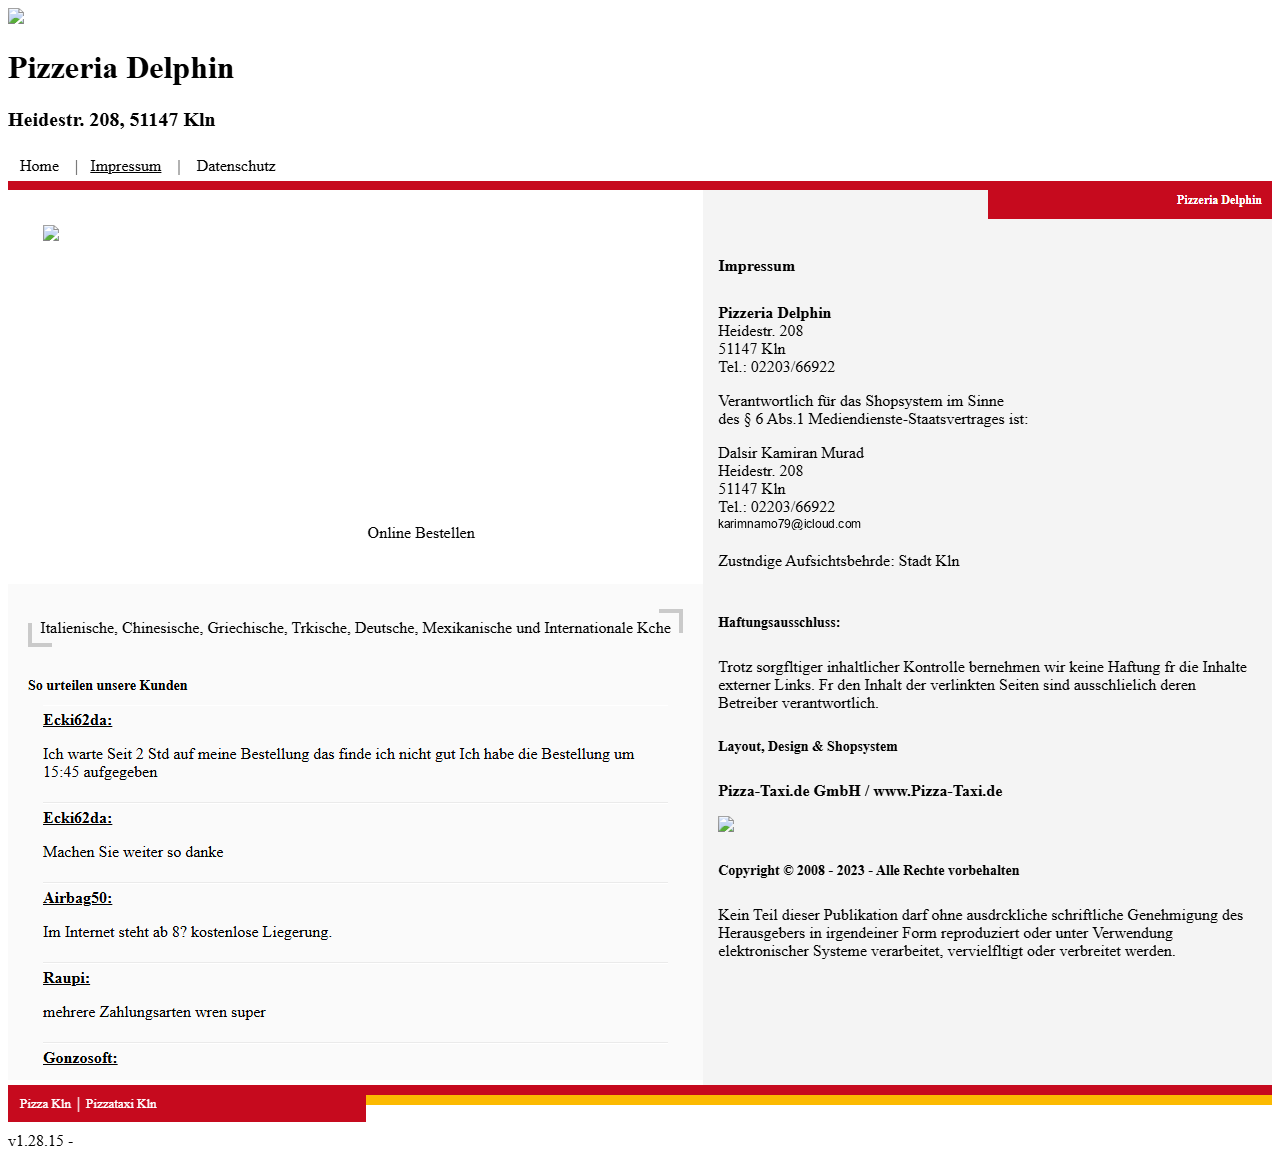 Pizzeria Delphin
Heidestr. 208, 51147 Kln
Home | Impressum | Datenschutz
Pizzeria Delphin
Online Bestellen
Italienische, Chinesische, Griechische, Trkische, Deutsche, Mexikanische und Internationale Kche
So urteilen unsere Kunden
Ecki62da:
Ich warte Seit 2 Std auf meine Bestellung das finde ich nicht gut Ich habe die Bestellung um
15:45 aufgegeben
Ecki62da:
Machen Sie weiter so danke
Airbag50:
Im Internet steht ab 8? kostenlose Liegerung.
Raupi:
mehrere Zahlungsarten wren super
Gonzosoft:
Impressum
Pizzeria Delphin
Heidestr. 208
51147 Kln
Tel.: 02203/66922
Verantwortlich für das Shopsystem im Sinne
des § 6 Abs.1 Mediendienste-Staatsvertrages ist:
Dalsir Kamiran Murad
Heidestr. 208
51147 Kln
Tel.: 02203/66922
karimnamo79@icloud.com
Zustndige Aufsichtsbehrde: Stadt Kln
Haftungsausschluss:
Trotz sorgfltiger inhaltlicher Kontrolle bernehmen wir keine Haftung fr die Inhalte
externer Links. Fr den Inhalt der verlinkten Seiten sind ausschlielich deren
Betreiber verantwortlich.
Layout, Design & Shopsystem
Pizza-Taxi.de GmbH / www.Pizza-Taxi.de
Copyright © 2008 - 2023 - Alle Rechte vorbehalten
Kein Teil dieser Publikation darf ohne ausdrckliche schriftliche Genehmigung des
Herausgebers in irgendeiner Form reproduziert oder unter Verwendung
elektronischer Systeme verarbeitet, vervielfltigt oder verbreitet werden.
Pizza Kln | Pizzataxi Kln
v1.28.15 -